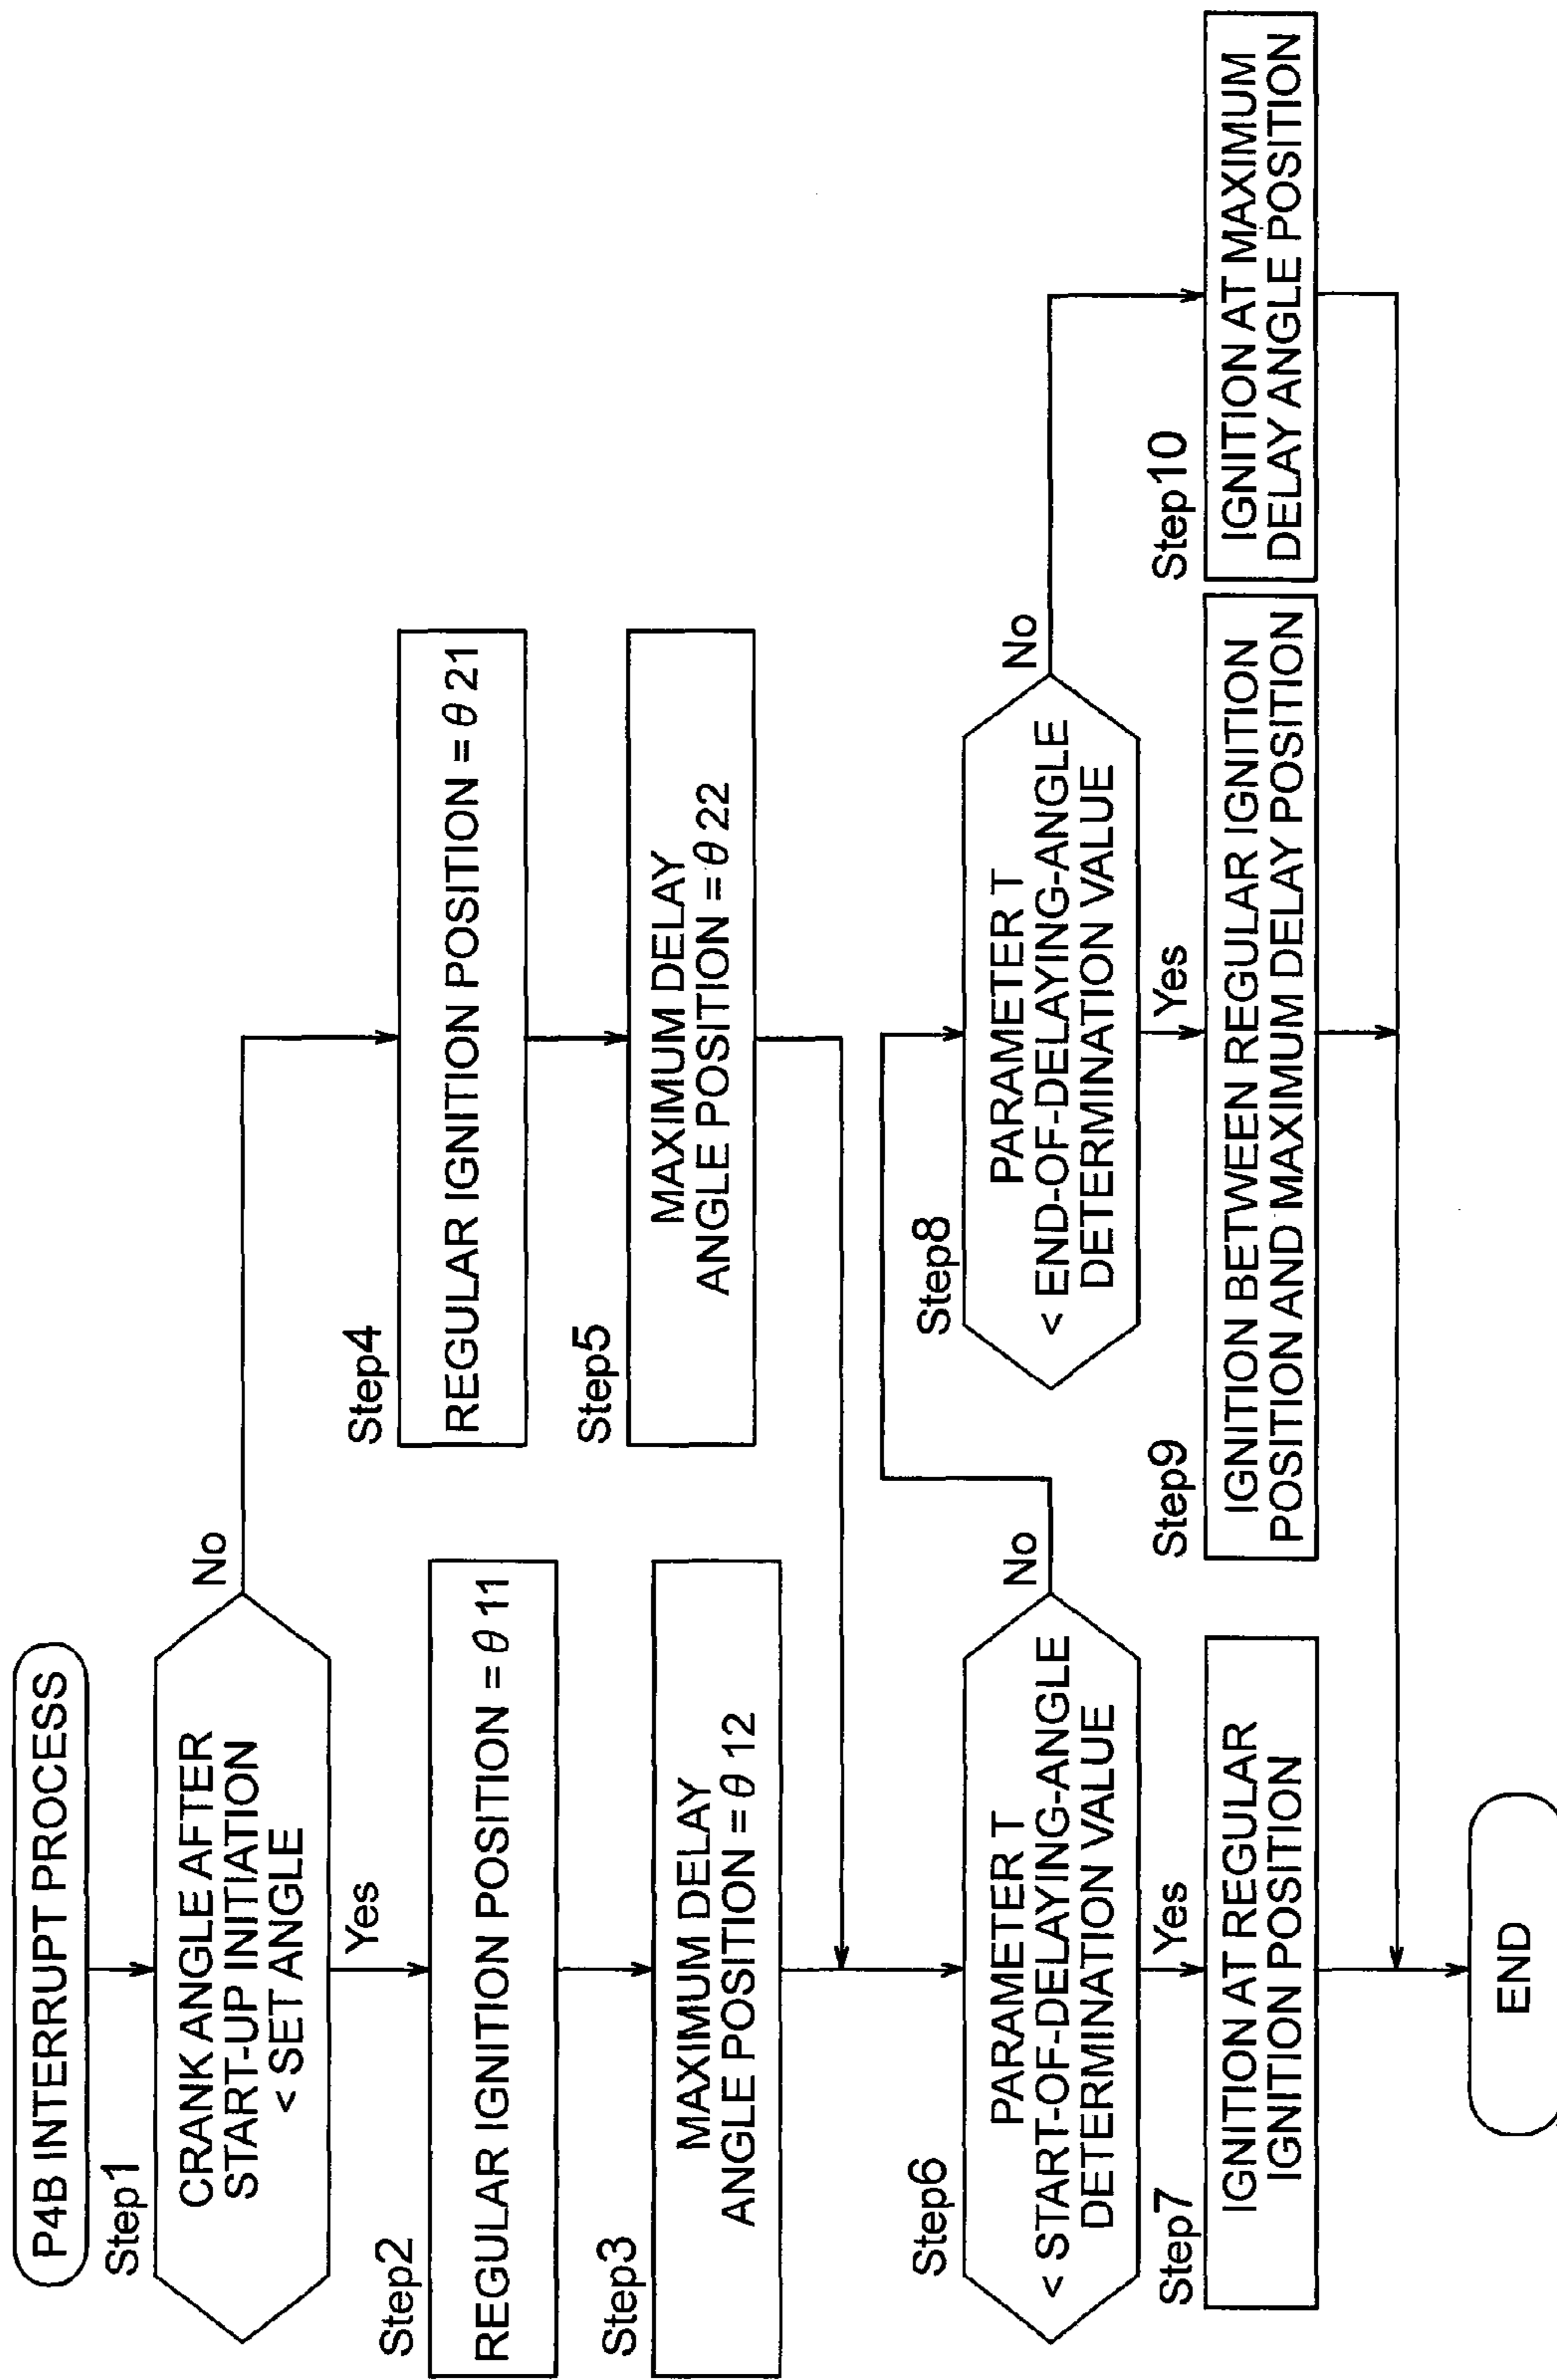 P4B INTERRUPT PROCESS
Step1
CRANK ANGLE AFTER
START-UP INITIATION
< SET ANGLE
No
Yes
Step2
REGULAR IGNITION POSITION = θ 11
Step3
MAXIMUM DELAY
ANGLE POSITION = θ 12
Step4
REGULAR IGNITION POSITION = θ 21
Step5
MAXIMUM DELAY
ANGLE POSITION = θ 22
Step6
PARAMETER T
< START-OF-DELAYING-ANGLE
DETERMINATION VALUE
No
Yes
Step7
IGNITION AT REGULAR
IGNITION POSITION
Step8
PARAMETER T
< END-OF-DELAYING-ANGLE
DETERMINATION VALUE
No
Yes
Step9
IGNITION BETWEEN REGULAR IGNITION
POSITION AND MAXIMUM DELAY POSITION
Step10
IGNITION AT MAXIMUM
DELAY ANGLE POSITION
END